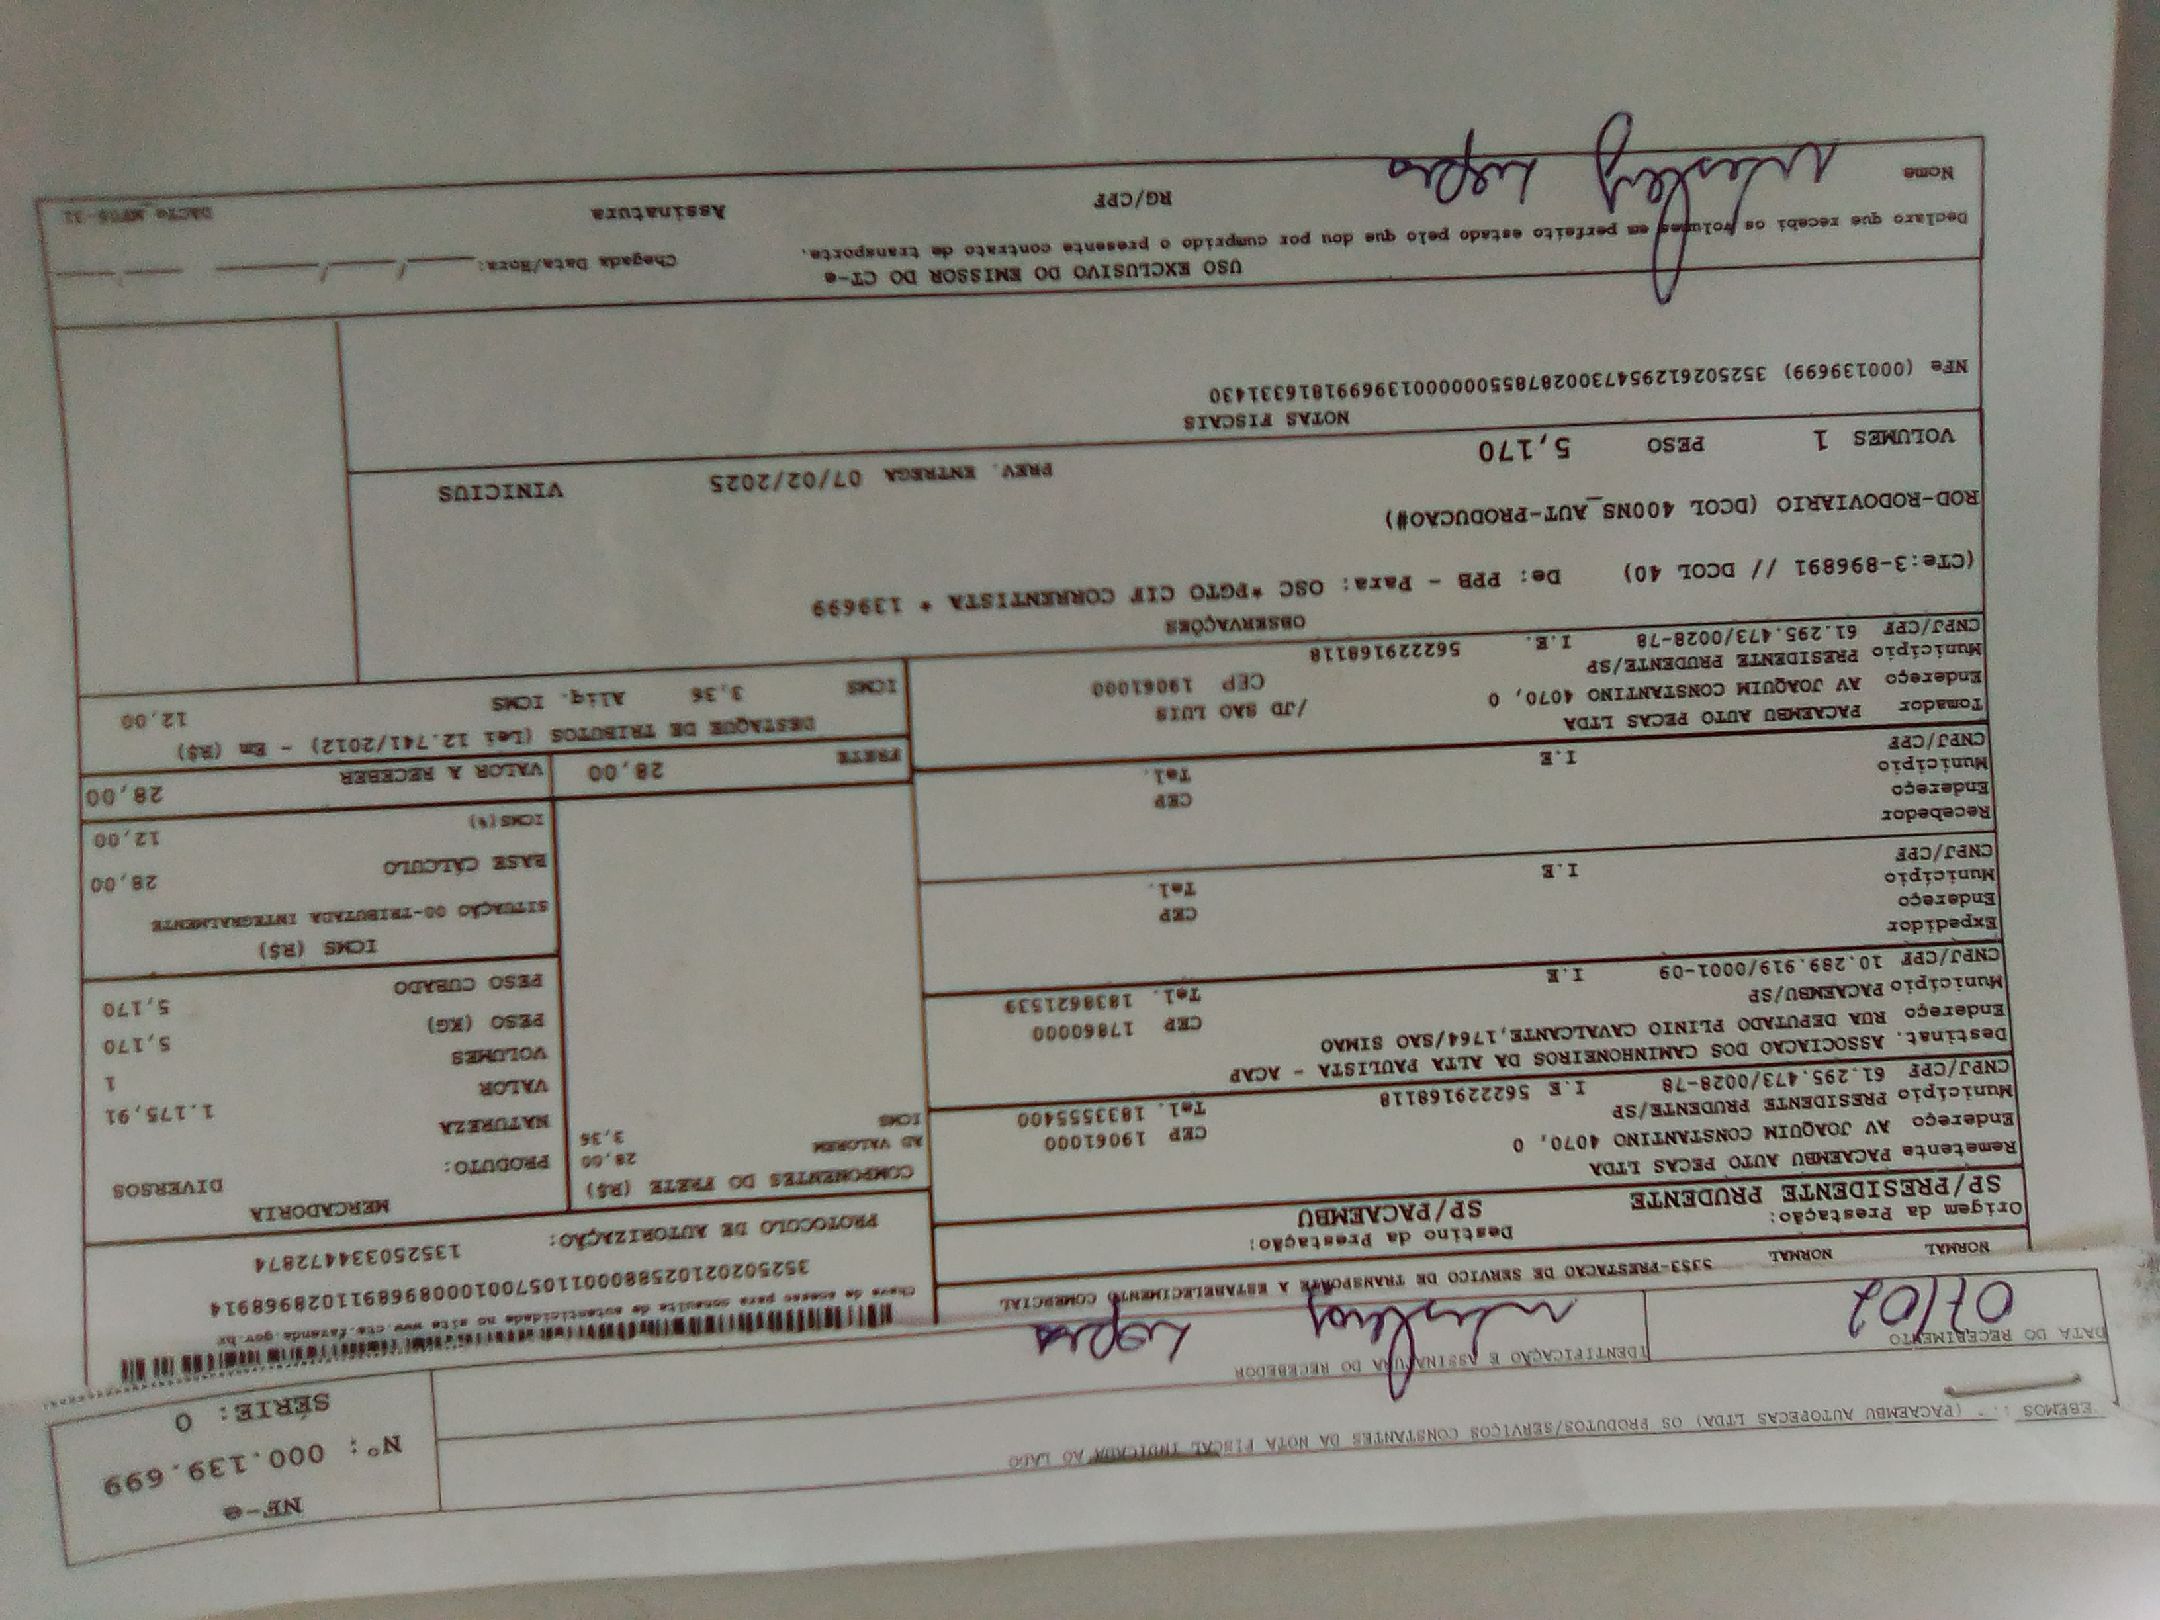 EBEMOS (PACAEMBU AUTOPECAS LTDA) OS PRODUTOS/SERVIÇOS CONSTANTES DA NOTA FISCAL INDICADA AO LADO
NF-e
Nº: 000.139.699
SÉRIE: 0
DATA DO RECEBIMENTO
07/02
IDENTIFICAÇÃO E ASSINATURA DO RECEBEDOR
Wesley Lopes
NORMAL NORMAL 5353-PRESTACAO DE SERVICO DE TRANSPORTE A ESTABELECIMENTO COMERCIAL
Chave de acesso para consulta de autenticidade no site www.cte.fazenda.gov.br
Origem da Prestação:
SP/PRESIDENTE PRUDENTE
Destino da Prestação:
SP/PACAEMBU
PROTOCOLO DE AUTORIZAÇÃO: 135250334472874
Remetente PACAEMBU AUTO PECAS LTDA
Endereço AV JOAQUIM CONSTANTINO 4070, 0 CEP 19061000
Município PRESIDENTE PRUDENTE/SP Tel. 1833555400
CNPJ/CPF 61.295.473/0028-78 I.E 562229168118
Destinat. ASSOCIACAO DOS CAMINHONEIROS DA ALTA PAULISTA - ACAP
Endereço RUA DEPUTADO PLINIO CAVALCANTE,1764/SAO SIMAO CEP 17860000
Município PACAEMBU/SP Tel. 1838621539
CNPJ/CPF 10.289.919/0001-09 I.E
Expedidor
Endereço CEP
Município Tel.
CNPJ/CPF I.E
Recebedor
Endereço CEP
Município Tel.
CNPJ/CPF I.E
Tomador PACAEMBU AUTO PECAS LTDA
Endereço AV JOAQUIM CONSTANTINO 4070, 0 /JD SAO LUIS
Município PRESIDENTE PRUDENTE/SP CEP 19061000
CNPJ/CPF 61.295.473/0028-78 I.E. 562229168118
COMPONENTES DO FRETE (R$)
AD VALOREM 28,00
ICMS 3,36
MERCADORIA
PRODUTO: DIVERSOS
NATUREZA
VALOR 1.175,91
VOLUMES 1
PESO (KG) 5,170
PESO CUBADO 5,170
ICMS (R$)
SITUAÇÃO 00-TRIBUTADA INTEGRALMENTE
BASE CÁLCULO 28,00
ICMS(%) 12,00
FRETE 28,00 VALOR A RECEBER 28,00
DESTAQUE DE TRIBUTOS (Lei 12.741/2012) - Em (R$)
ICMS 3,36 Aliq. ICMS 12,00
OBSERVAÇÕES
(CTe:3-896891 // DCOL 40) De: PPB - Para: OSC *PGTO CIF CORRENTISTA * 139699
ROD-RODOVIARIO (DCOL 400NS_AUT-PRODUCAO#)
VOLUMES 1 PESO 5,170 PREV. ENTREGA 07/02/2025 VINICIUS
NOTAS FISCAIS
NFe (000139699) 35250261295473002878550000001396991816331430
USO EXCLUSIVO DO EMISSOR DO CT-e
Declaro que recebi os volumes em perfeito estado pelo que dou por cumprido o presente contrato de transporte.
Chegada Data/Hora: / /
Nome Wesley Lopes RG/CPF Assinatura